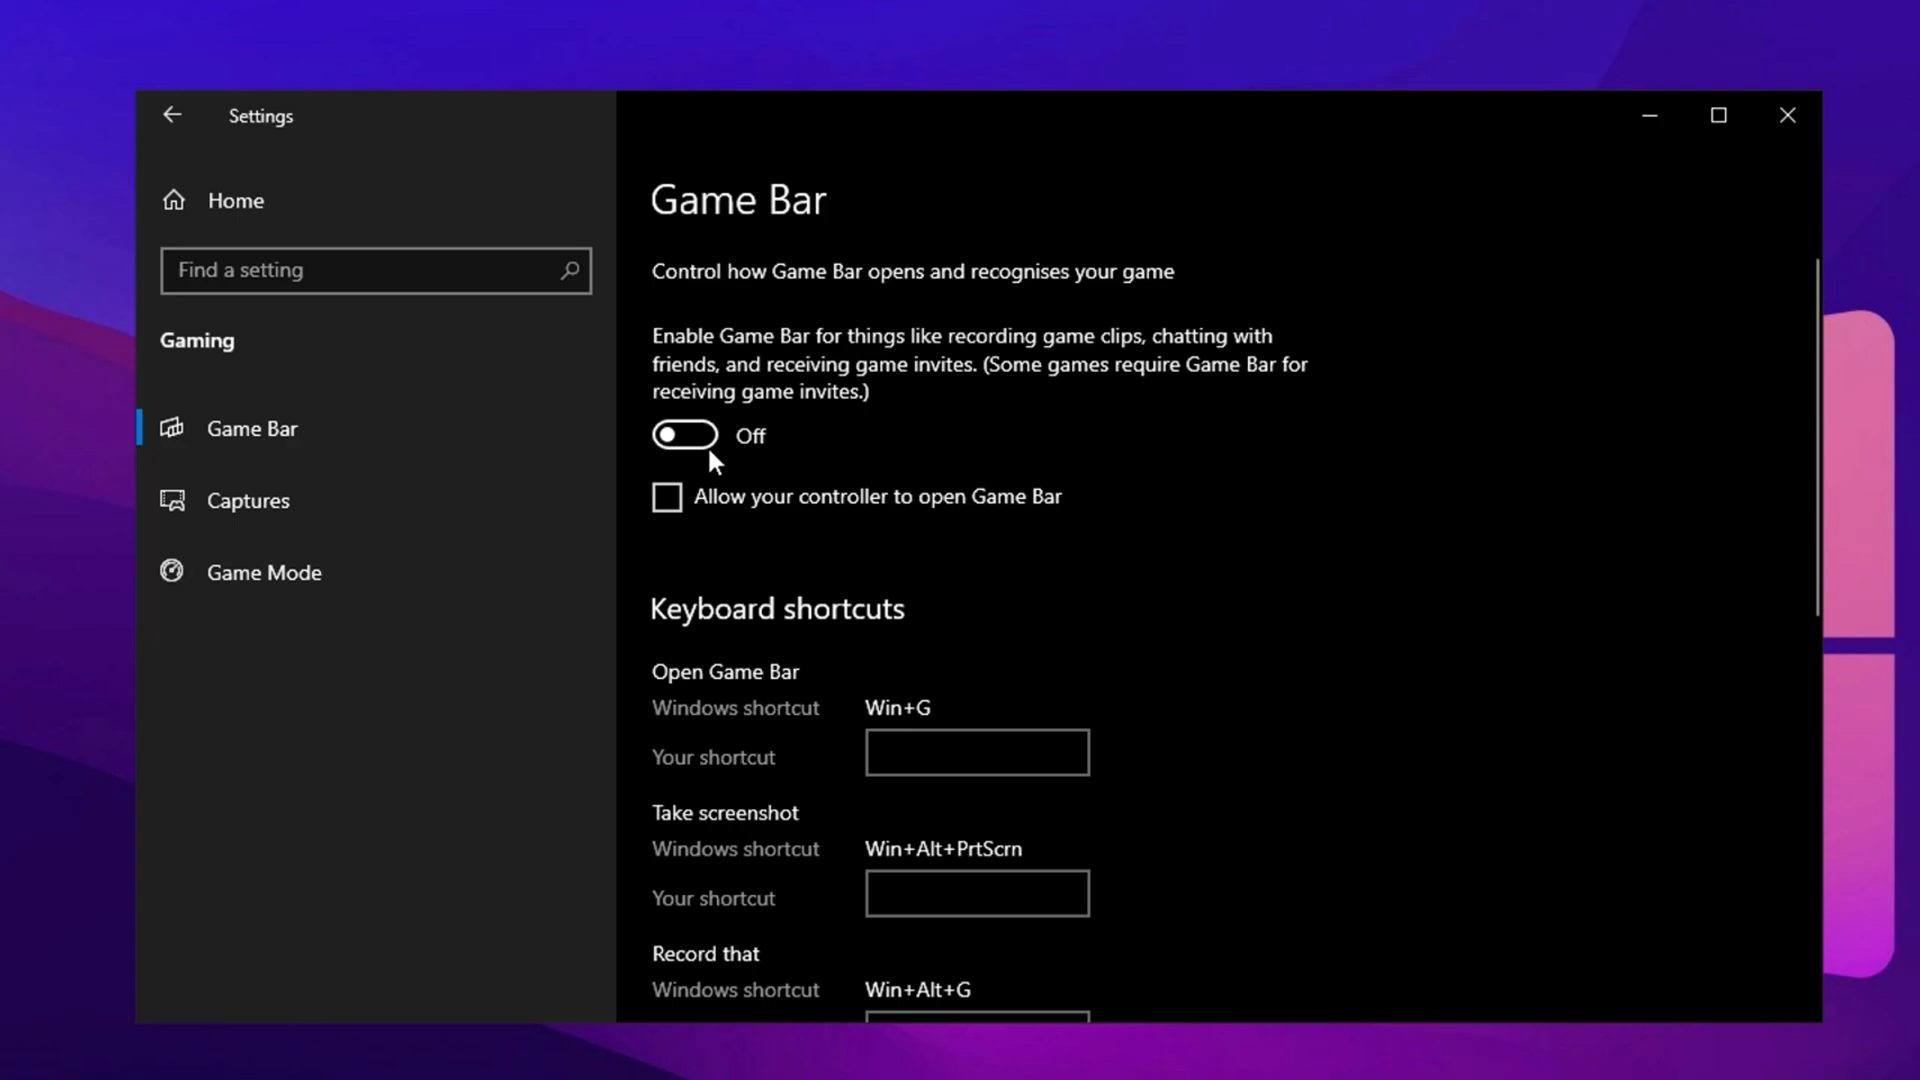 Settings
Home
Find a setting
Gaming
Game Bar
Captures
Game Mode
Game Bar
Control how Game Bar opens and recognises your game
Enable Game Bar for things like recording game clips, chatting with
friends, and receiving game invites. (Some games require Game Bar for
receiving game invites.)
Off
Allow your controller to open Game Bar
Keyboard shortcuts
Open Game Bar
Windows shortcut Win+G
Your shortcut
Take screenshot
Windows shortcut Win+Alt+PrtScrn
Your shortcut
Record that
Windows shortcut Win+Alt+G